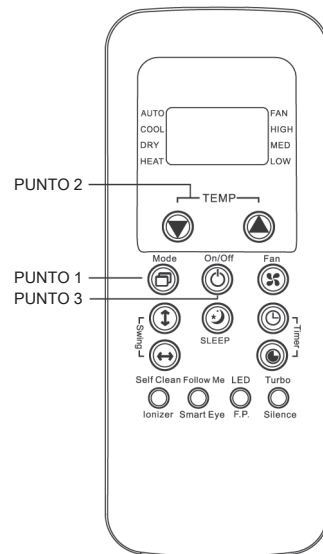 AUTO FAN
COOL HIGH
DRY MED
HEAT LOW
PUNTO 2
TEMP
Mode On/Off Fan
PUNTO 1
PUNTO 3
Swing
SLEEP
Timer
Self Clean Follow Me LED Turbo
Ionizer Smart Eye F.P. Silence